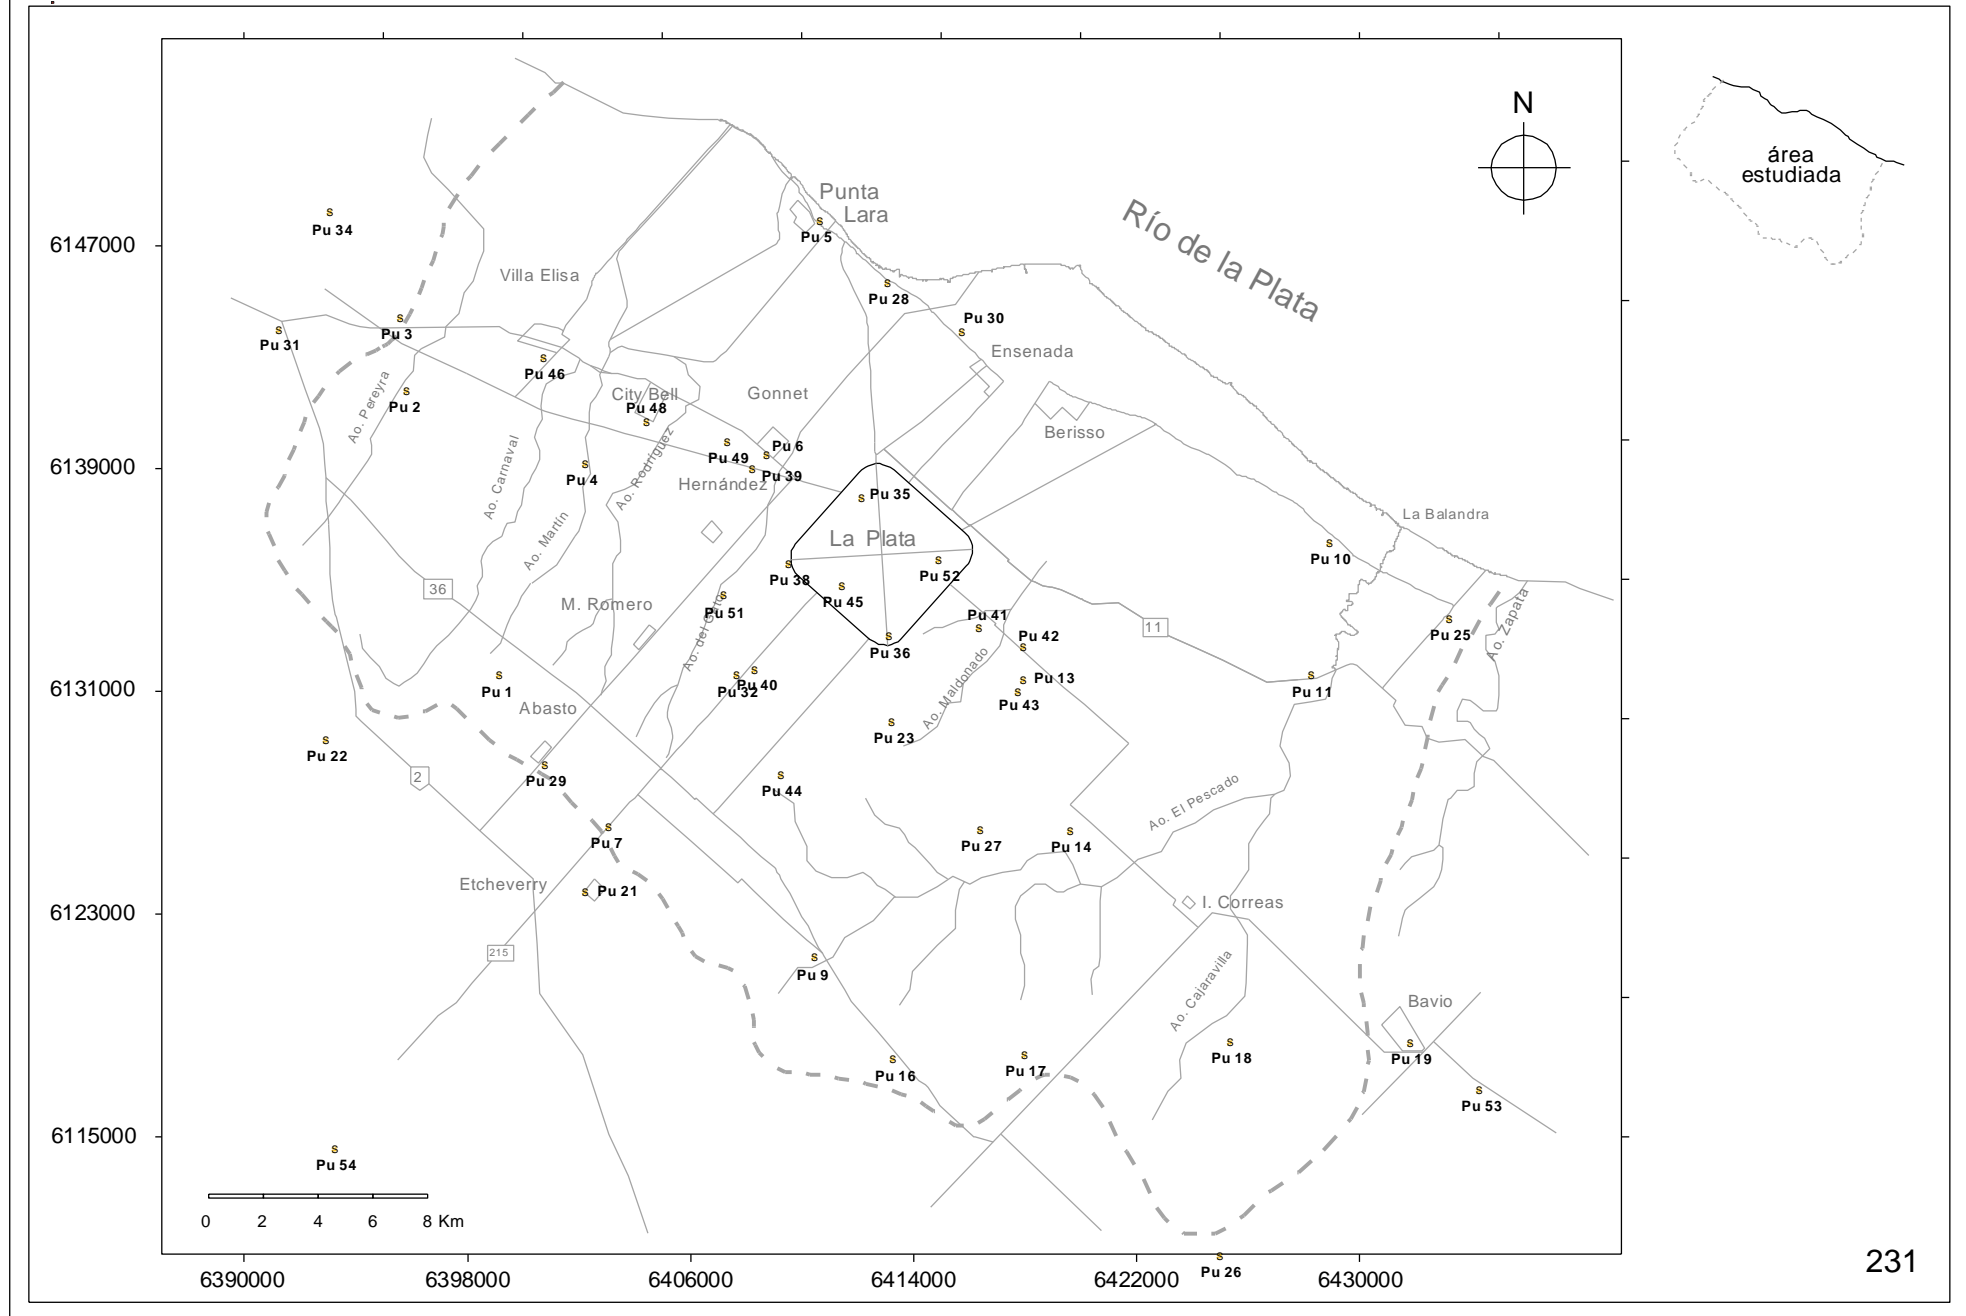 N
área
estudiada
Punta
Lara
Río de la Plata
Pu 34
6147000
Pu 5
Villa Elisa
Pu 28
Pu 30
Pu 3
Pu 31
Ensenada
Pu 46
Ao. Pereyra
City Bell
Gonnet
Pu 2
Pu 48
Berisso
Pu 6
Pu 49
6139000
Pu 4
Ao. Carnaval
Ao. Rodríguez
Hernández
Pu 39
Pu 35
La Balandra
Ao. Martín
La Plata
Pu 10
Pu 38
Pu 52
36
M. Romero
Pu 45
Pu 51
Pu 41
11
Pu 42
Pu 25
Ao. Zapata
Ao. del Gato
Pu 36
Pu 13
6131000
Pu 1
Pu 32
Pu 40
Ao. Maldonado
Pu 43
Pu 11
Abasto
Pu 23
Pu 22
2
Pu 29
Pu 44
Ao. El Pescado
Pu 7
Pu 27
Pu 14
Etcheverry
Pu 21
I. Correas
6123000
215
Pu 9
Ao. Cajaravilla
Bavio
Pu 16
Pu 17
Pu 18
Pu 19
Pu 53
6115000
Pu 54
0 2 4 6 8 Km
231
6390000 6398000 6406000 6414000 6422000 6430000
Pu 26